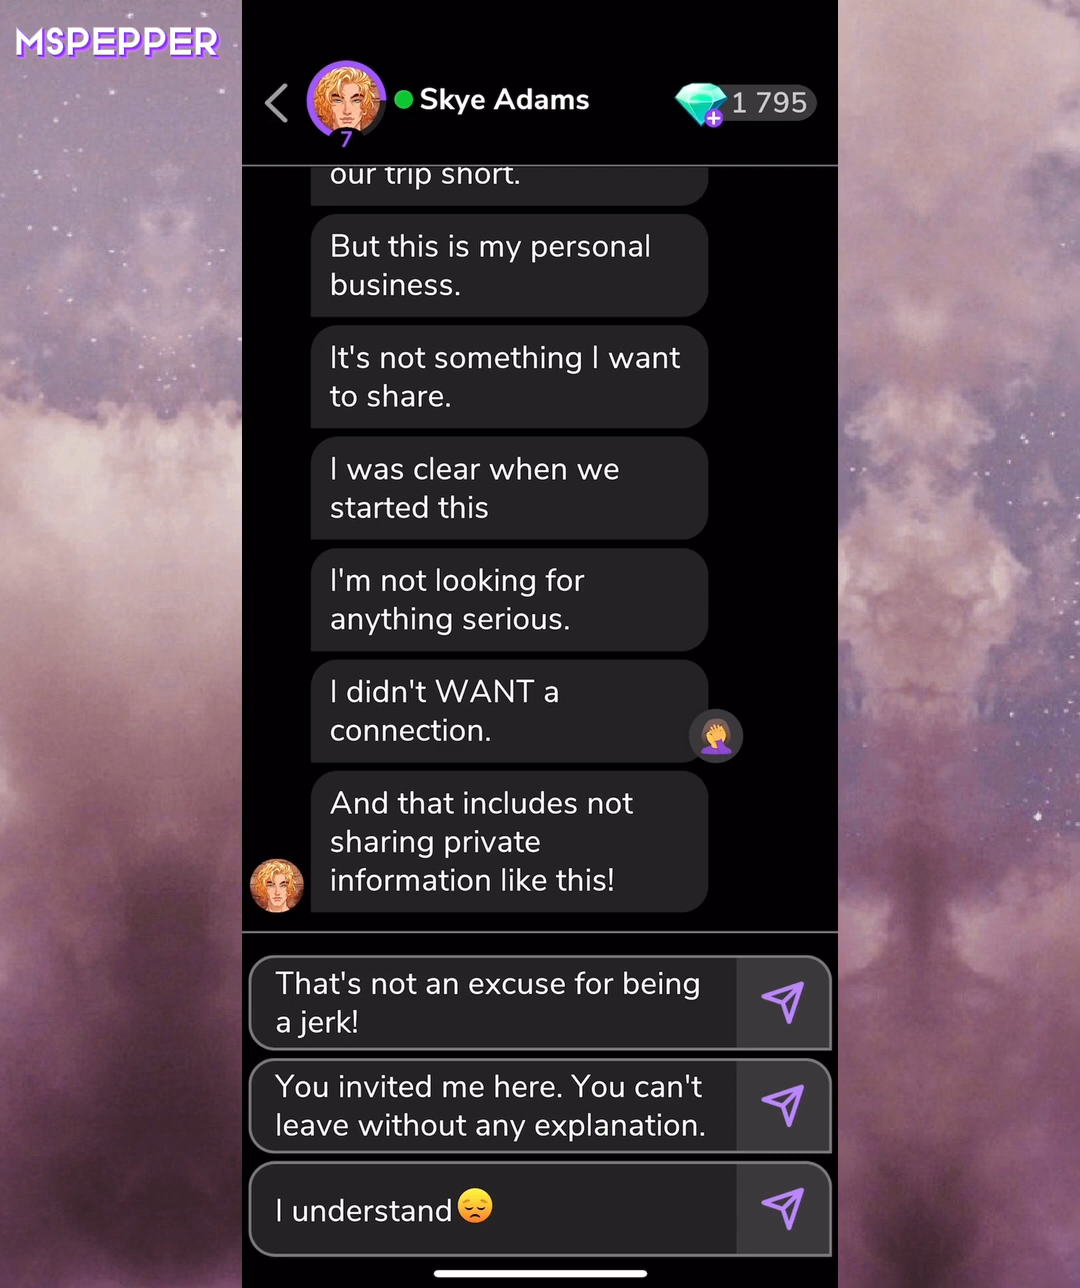 MSPEPPER
Skye Adams
1 795
7
our trip short.
But this is my personal
business.
It's not something I want
to share.
I was clear when we
started this
I'm not looking for
anything serious.
I didn't WANT a
connection.
And that includes not
sharing private
information like this!
That's not an excuse for being
a jerk!
You invited me here. You can't
leave without any explanation.
I understand😞